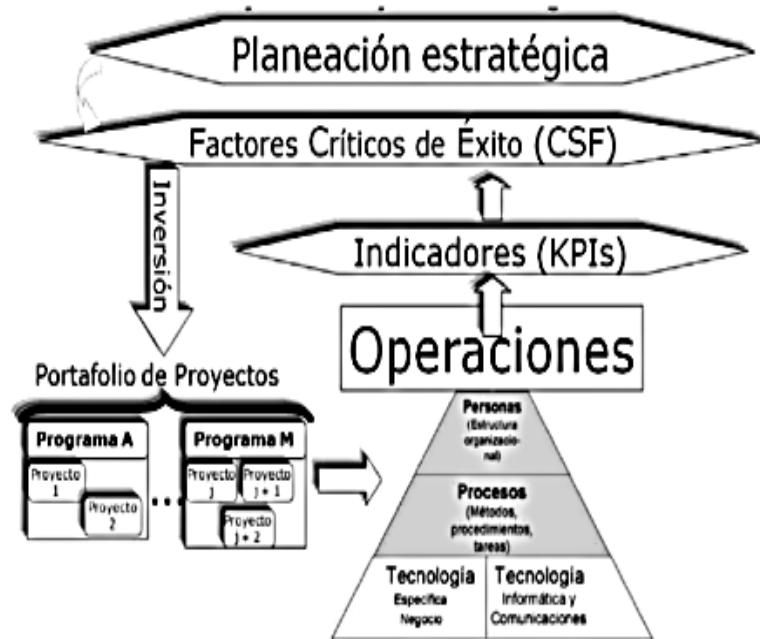 Planeación estratégica
Factores Críticos de Éxito (CSF)
Inversión
Indicadores (KPIs)
Operaciones
Portafolio de Proyectos
Programa A
Proyecto
1
Proyecto
2
...
Programa M
Proyecto
j
Proyecto
j + 1
Proyecto
j + 2
Personas
(Estructura
organizacio-
nal)
Procesos
(Métodos,
procedimientos,
tareas)
Tecnología
Específica
Negocio
Tecnología
Informática y
Comunicaciones